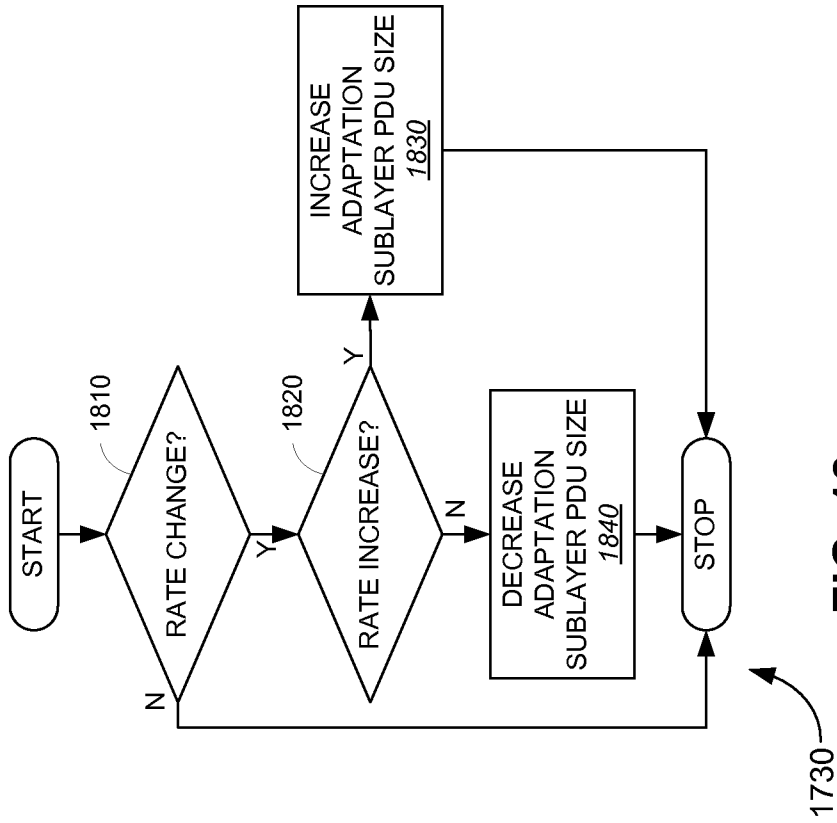 START
RATE CHANGE?
1810
N
Y
RATE INCREASE?
1820
Y
INCREASE
ADAPTATION
SUBLAYER PDU SIZE
1830
N
DECREASE
ADAPTATION
SUBLAYER PDU SIZE
1840
STOP
1730